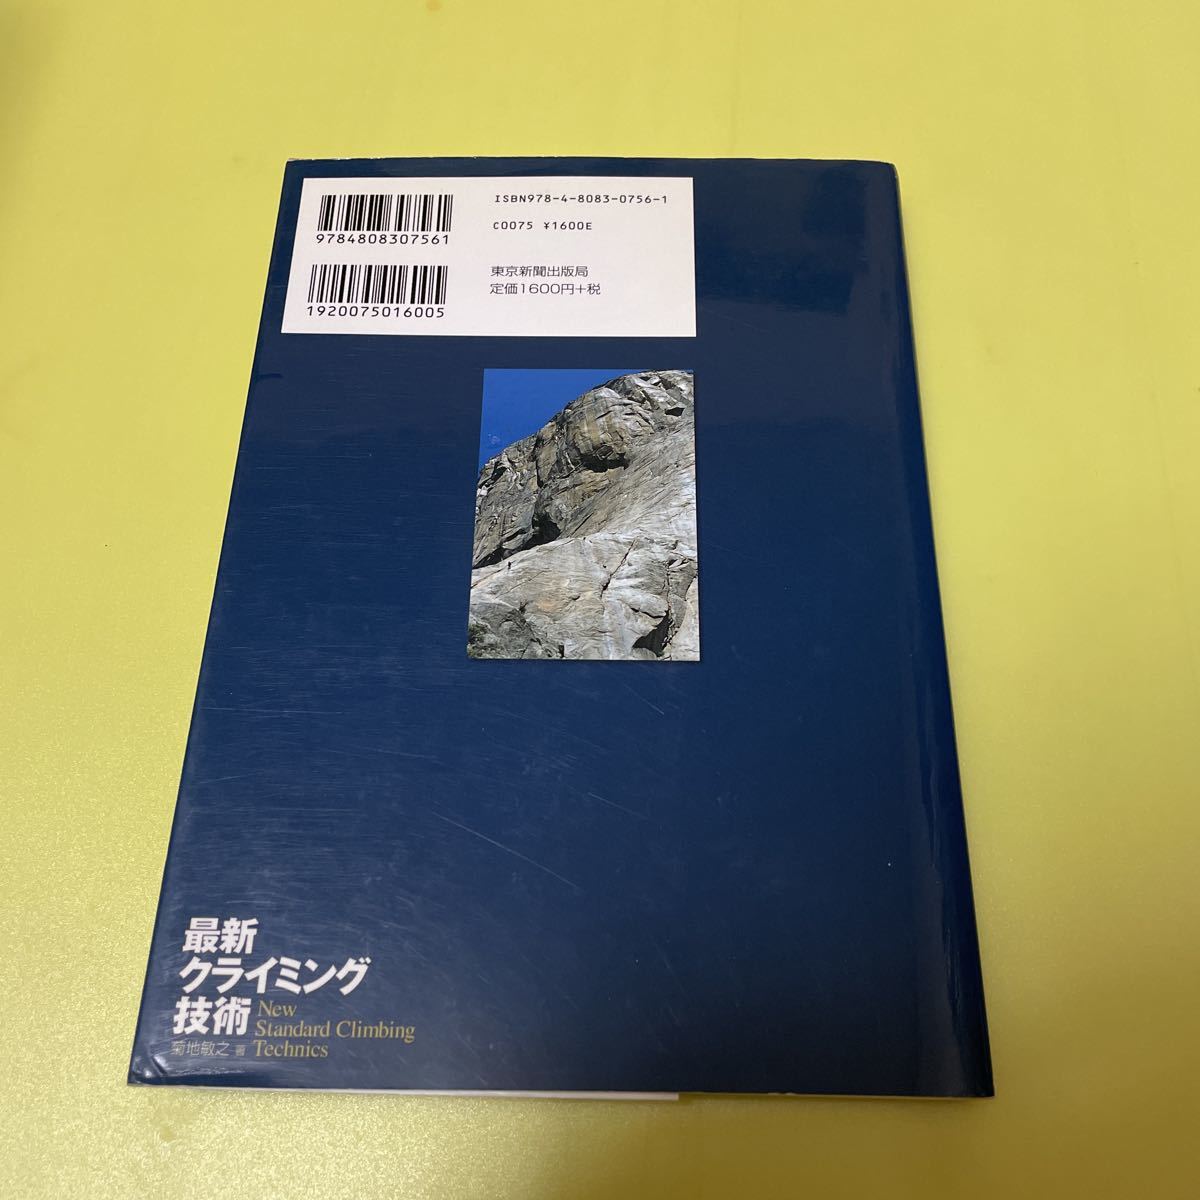 ISBN978-4-8083-0756-1
C0075 ¥1600E
9784808307561
東京新聞出版局
定価1600円+税
1920075016005
最新
クライミング
技術
New
Standard Climbing
Technics
菊地敏之 著